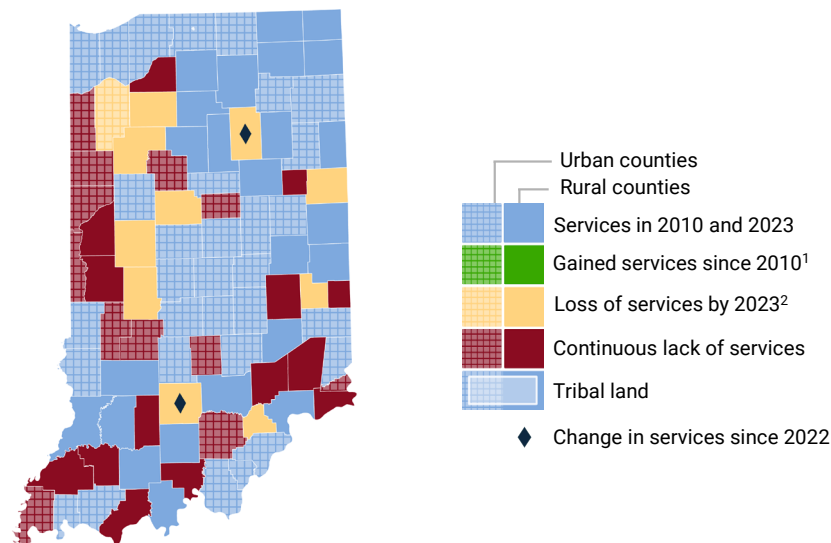 Urban counties
Rural counties
Services in 2010 and 2023
Gained services since 2010¹
Loss of services by 2023²
Continuous lack of services
Tribal land
Change in services since 2022